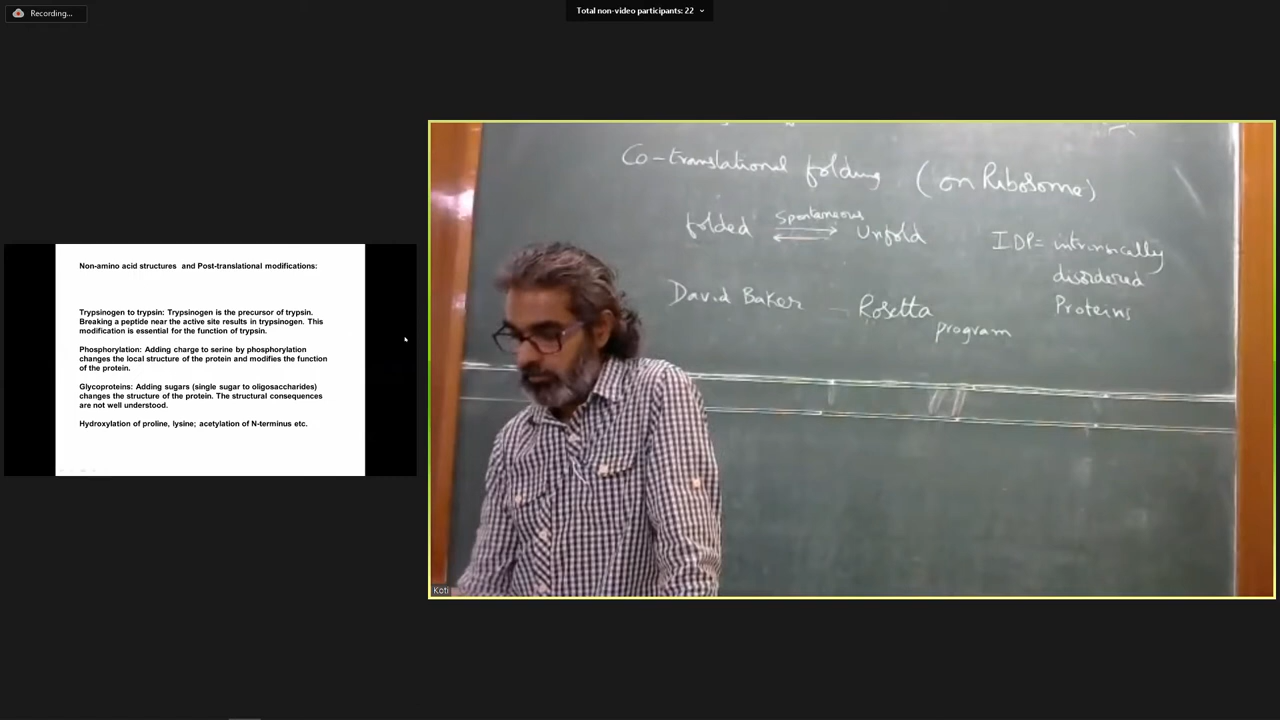 Recording...
Total non-video participants: 22
Non-amino acid structures and Post-translational modifications:
Trypsinogen to trypsin: Trypsinogen is the precursor of trypsin.
Breaking a peptide near the active site results in trypsinogen. This
modification is essential for the function of trypsin.
Phosphorylation: Adding charge to serine by phosphorylation
changes the local structure of the protein and modifies the function
of the protein.
Glycoproteins: Adding sugars (single sugar to oligosaccharides)
changes the structure of the protein. The structural consequences
are not well understood.
Hydroxylation of proline, lysine; acetylation of N-terminus etc.
Co-translational folding (on Ribosome)
Spontaneous
folded ⇌ Unfold
IDP = intrinsically
disordered
Proteins
David Baker - Rosetta
program
Koti